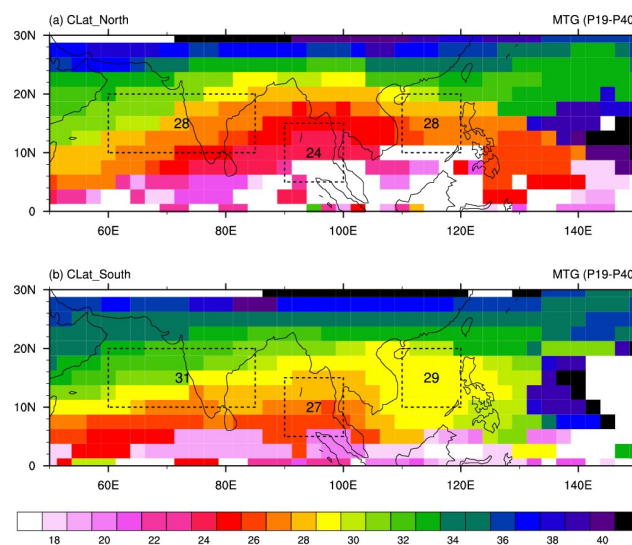 (a) CLat_North MTG (P19-P40
30N
20N
10N
0
28
24
28
60E 80E 100E 120E 140E
(b) CLat_South MTG (P19-P40
30N
20N
10N
0
31
27
29
60E 80E 100E 120E 140E
18 20 22 24 26 28 30 32 34 36 38 40